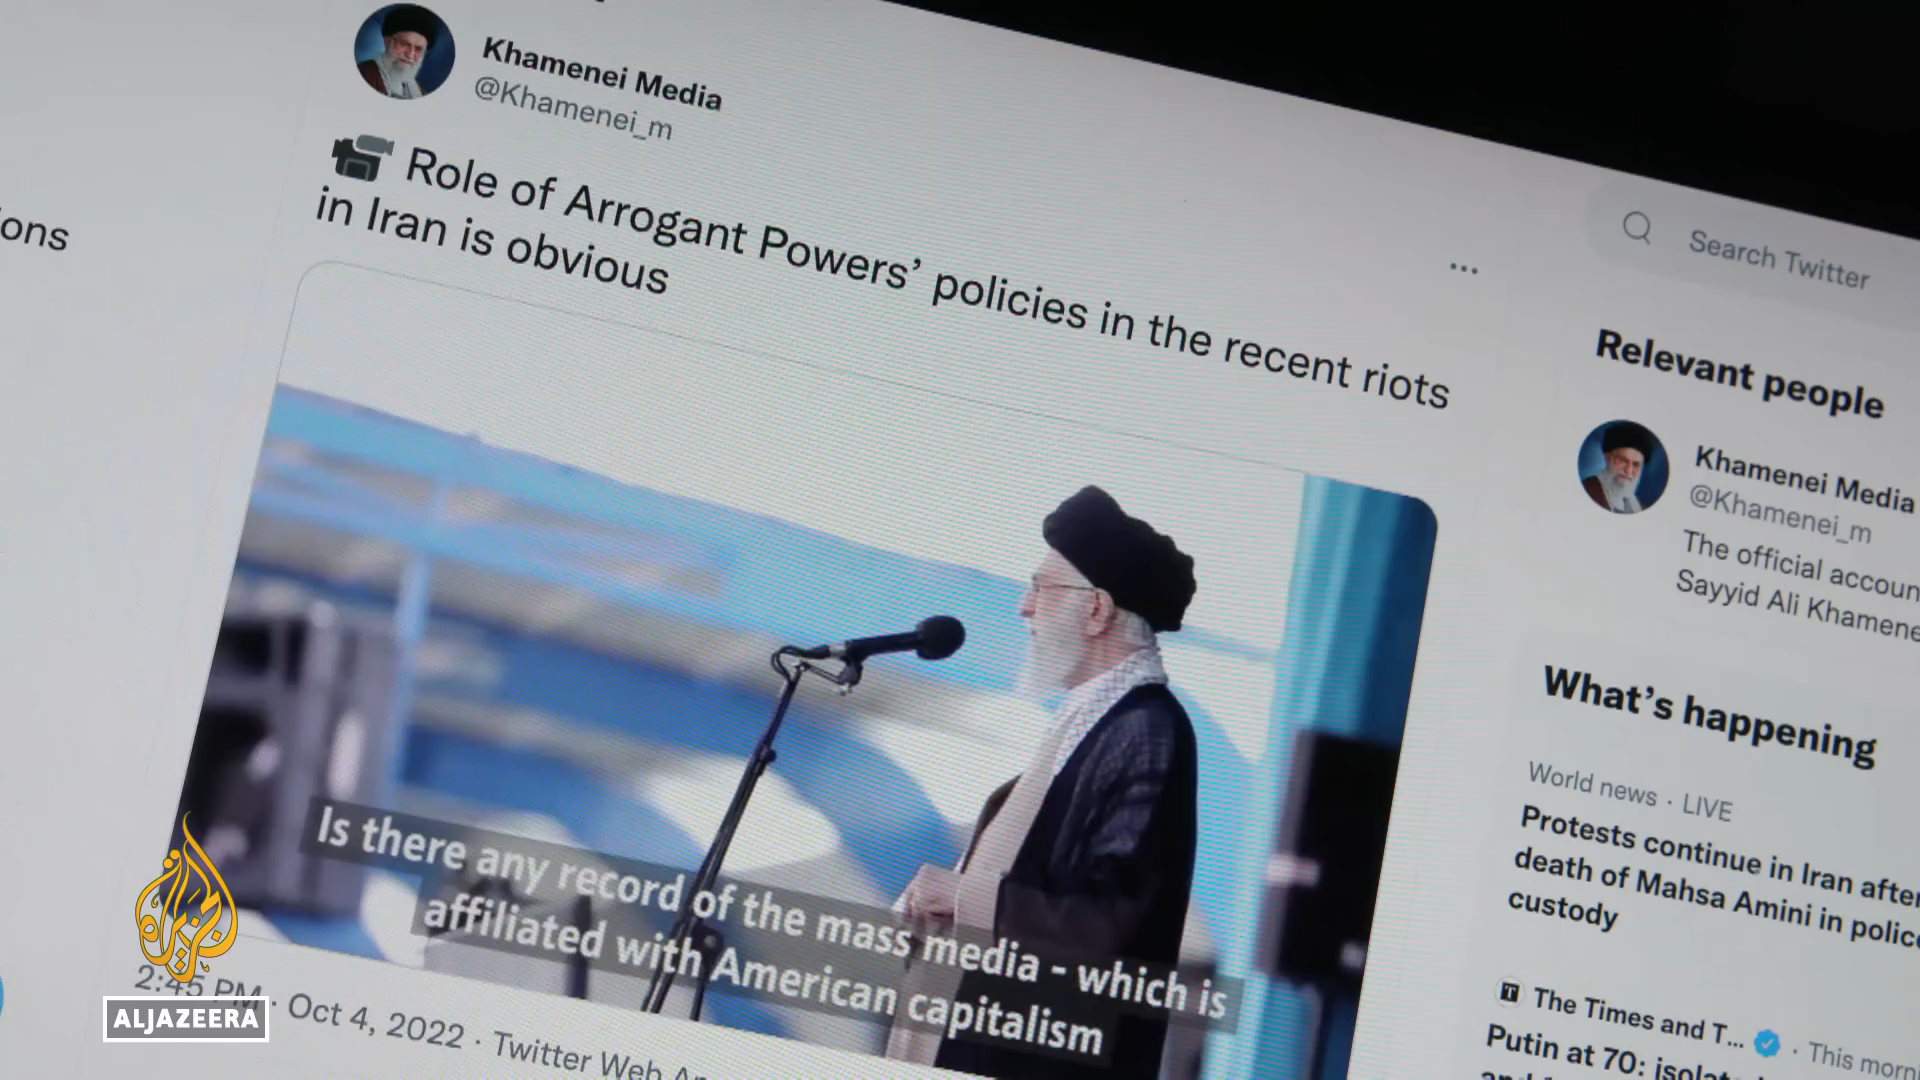 ons
Khamenei Media
@Khamenei_m
Role of Arrogant Powers’ policies in the recent riots
in Iran is obvious
Is there any record of the mass media - which is
affiliated with American capitalism
2:45 PM · Oct 4, 2022 · Twitter Web
Search Twitter
Relevant people
Khamenei Media
@Khamenei_m
The official accoun
Sayyid Ali Khamene
What’s happening
World news · LIVE
Protests continue in Iran after
death of Mahsa Amini in polic
custody
The Times and T... · This morn
Putin at 70: isola
الجزيرة
ALJAZEERA